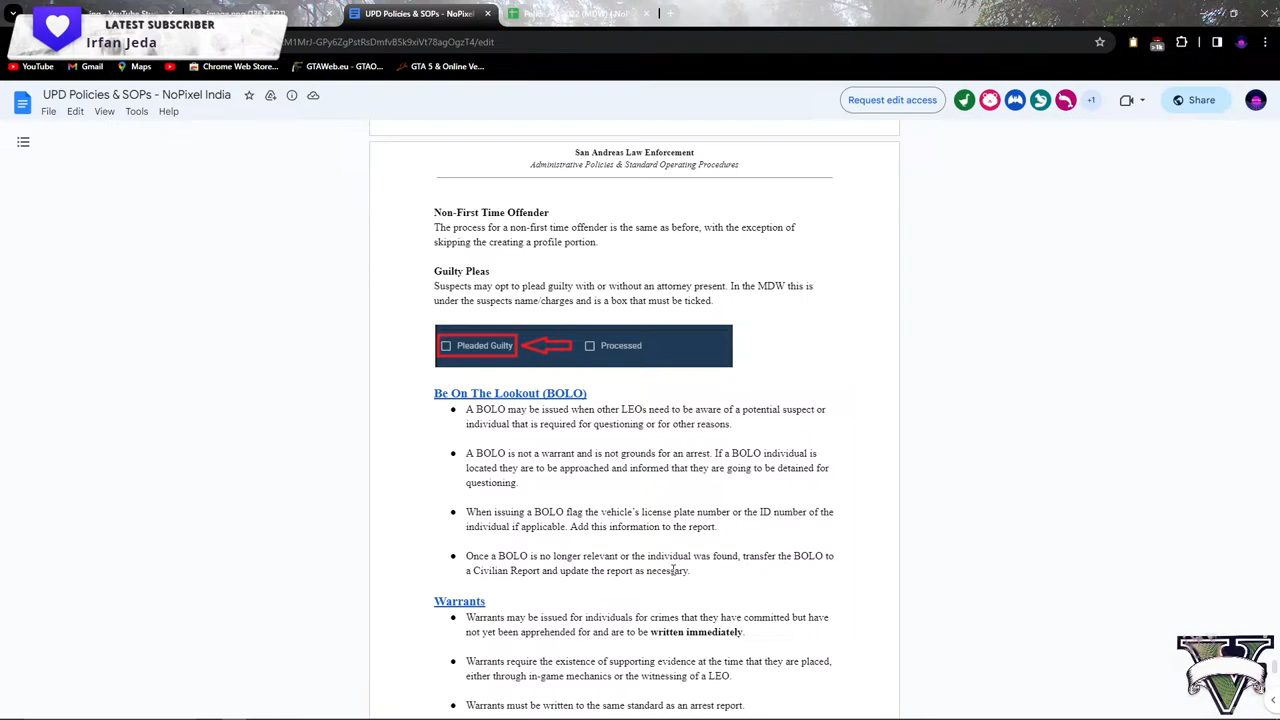 LATEST SUBSCRIBER
Irfan Jeda
UPD Policies & SOPs - NoPixel
M1MrJ-GPy6ZgPstRsDmfvB5k9xiVt78agOgzT4/edit
YouTube
Gmail
Maps
Chrome Web Store...
GTAWeb.eu - GTAO...
GTA 5 & Online Ve...
UPD Policies & SOPs - NoPixel India
File Edit View Tools Help
Request edit access
+1
Share
San Andreas Law Enforcement
Administrative Policies & Standard Operating Procedures
Non-First Time Offender
The process for a non-first time offender is the same as before, with the exception of
skipping the creating a profile portion.
Guilty Pleas
Suspects may opt to plead guilty with or without an attorney present. In the MDW this is
under the suspects name/charges and is a box that must be ticked.
Pleaded Guilty
Processed
Be On The Lookout (BOLO)
● A BOLO may be issued when other LEOs need to be aware of a potential suspect or
individual that is required for questioning or for other reasons.
● A BOLO is not a warrant and is not grounds for an arrest. If a BOLO individual is
located they are to be approached and informed that they are going to be detained for
questioning.
● When issuing a BOLO flag the vehicle's license plate number or the ID number of the
individual if applicable. Add this information to the report.
● Once a BOLO is no longer relevant or the individual was found, transfer the BOLO to
a Civilian Report and update the report as necessary.
Warrants
● Warrants may be issued for individuals for crimes that they have committed but have
not yet been apprehended for and are to be written immediately.
● Warrants require the existence of supporting evidence at the time that they are placed,
either through in-game mechanics or the witnessing of a LEO.
● Warrants must be written to the same standard as an arrest report.
V